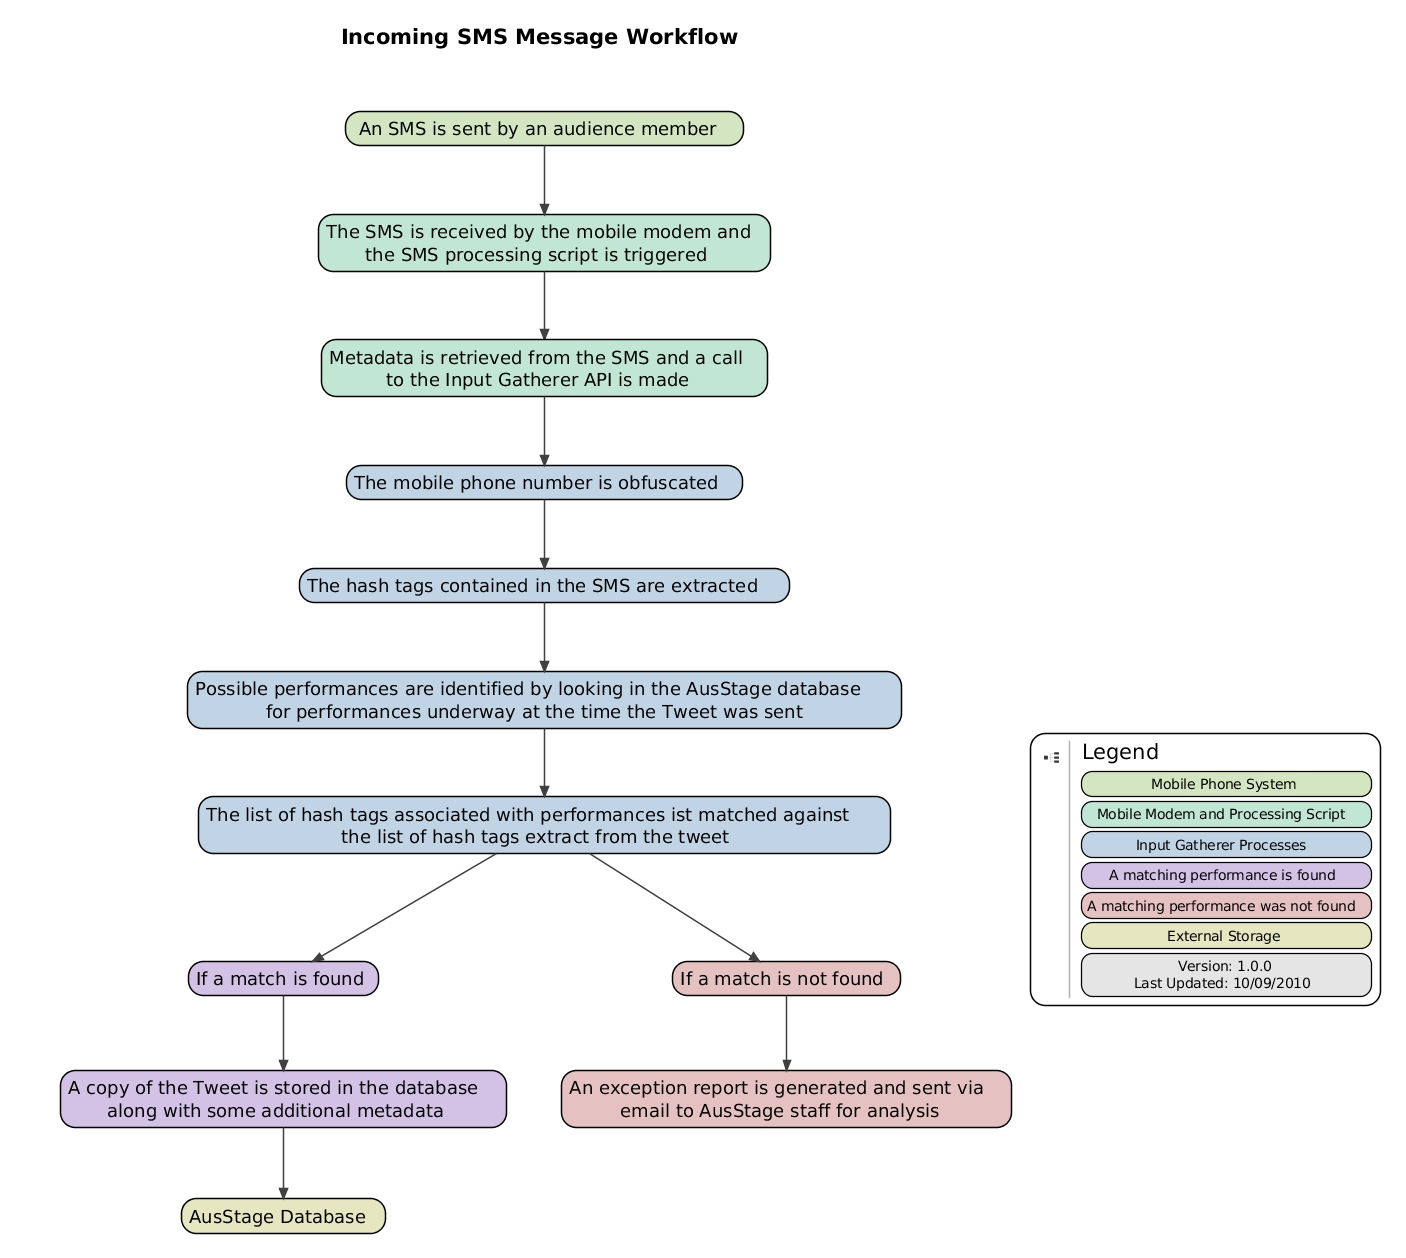 Incoming SMS Message Workflow
An SMS is sent by an audience member
The SMS is received by the mobile modem and
the SMS processing script is triggered
Metadata is retrieved from the SMS and a call
to the Input Gatherer API is made
The mobile phone number is obfuscated
The hash tags contained in the SMS are extracted
Possible performances are identified by looking in the AusStage database
for performances underway at the time the Tweet was sent
The list of hash tags associated with performances ist matched against
the list of hash tags extract from the tweet
If a match is found
If a match is not found
A copy of the Tweet is stored in the database
along with some additional metadata
An exception report is generated and sent via
email to AusStage staff for analysis
AusStage Database
Legend
Mobile Phone System
Mobile Modem and Processing Script
Input Gatherer Processes
A matching performance is found
A matching performance was not found
External Storage
Version: 1.0.0
Last Updated: 10/09/2010